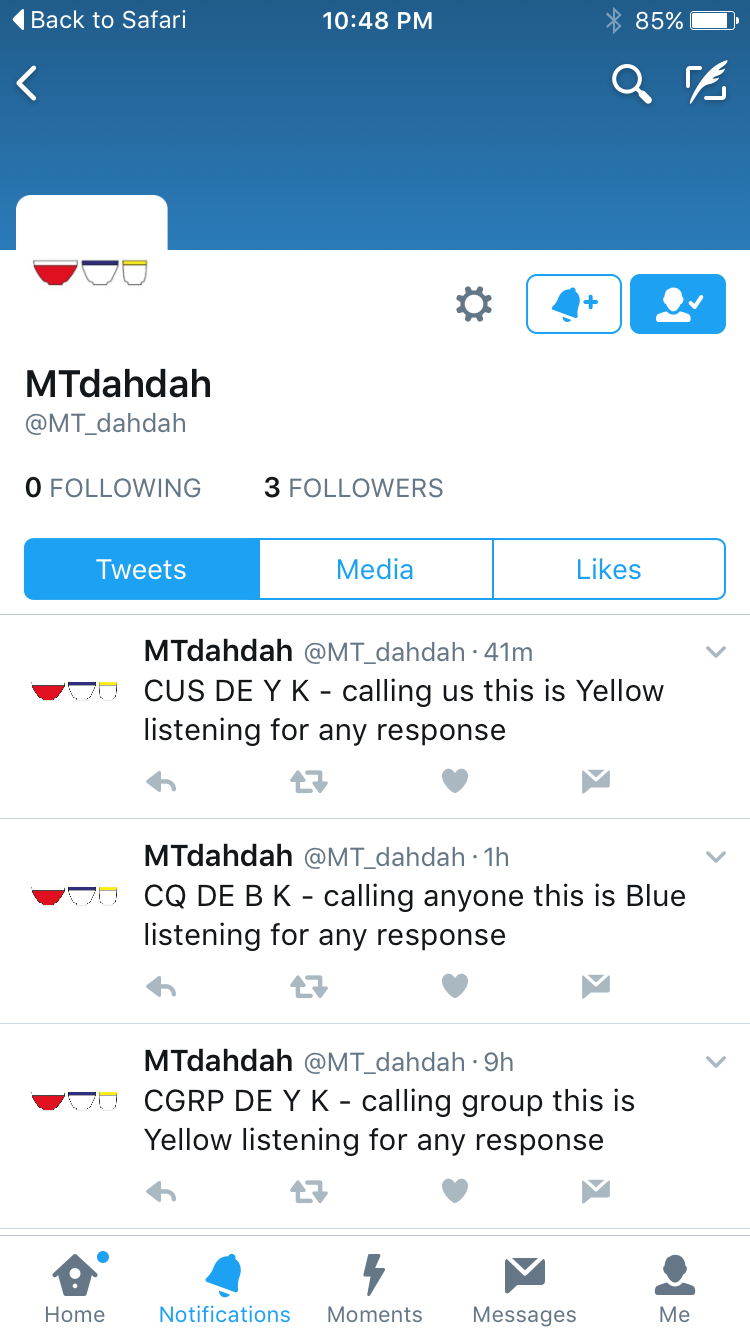 Back to Safari 10:48 PM 85%
MTdahdah
@MT_dahdah
0 FOLLOWING 3 FOLLOWERS
Tweets Media Likes
MTdahdah @MT_dahdah · 41m
CUS DE Y K - calling us this is Yellow
listening for any response
MTdahdah @MT_dahdah · 1h
CQ DE B K - calling anyone this is Blue
listening for any response
MTdahdah @MT_dahdah · 9h
CGRP DE Y K - calling group this is
Yellow listening for any response
Home Notifications Moments Messages Me